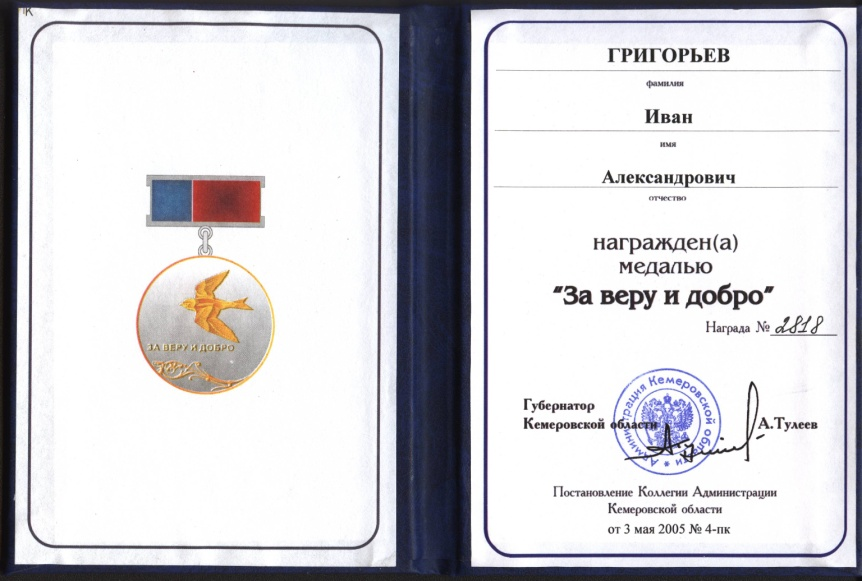 ЗА ВЕРУ И ДОБРО
ГРИГОРЬЕВ
фамилия
Иван
имя
Александрович
отчество
награжден(а)
медалью
"За веру и добро"
Награда № 2818
Губернатор
Кемеровской области
А.Тулеев
Администрация Кемеровской области *
Постановление Коллегии Администрации
Кемеровской области
от 3 мая 2005 № 4-пк